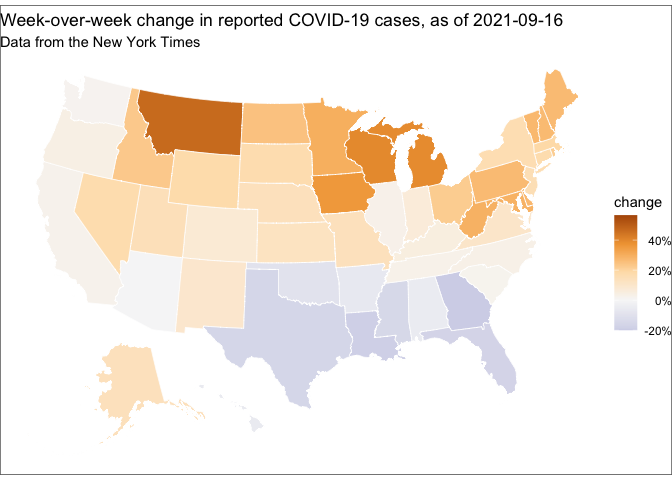 Week-over-week change in reported COVID-19 cases, as of 2021-09-16
Data from the New York Times
change
40%
20%
0%
-20%